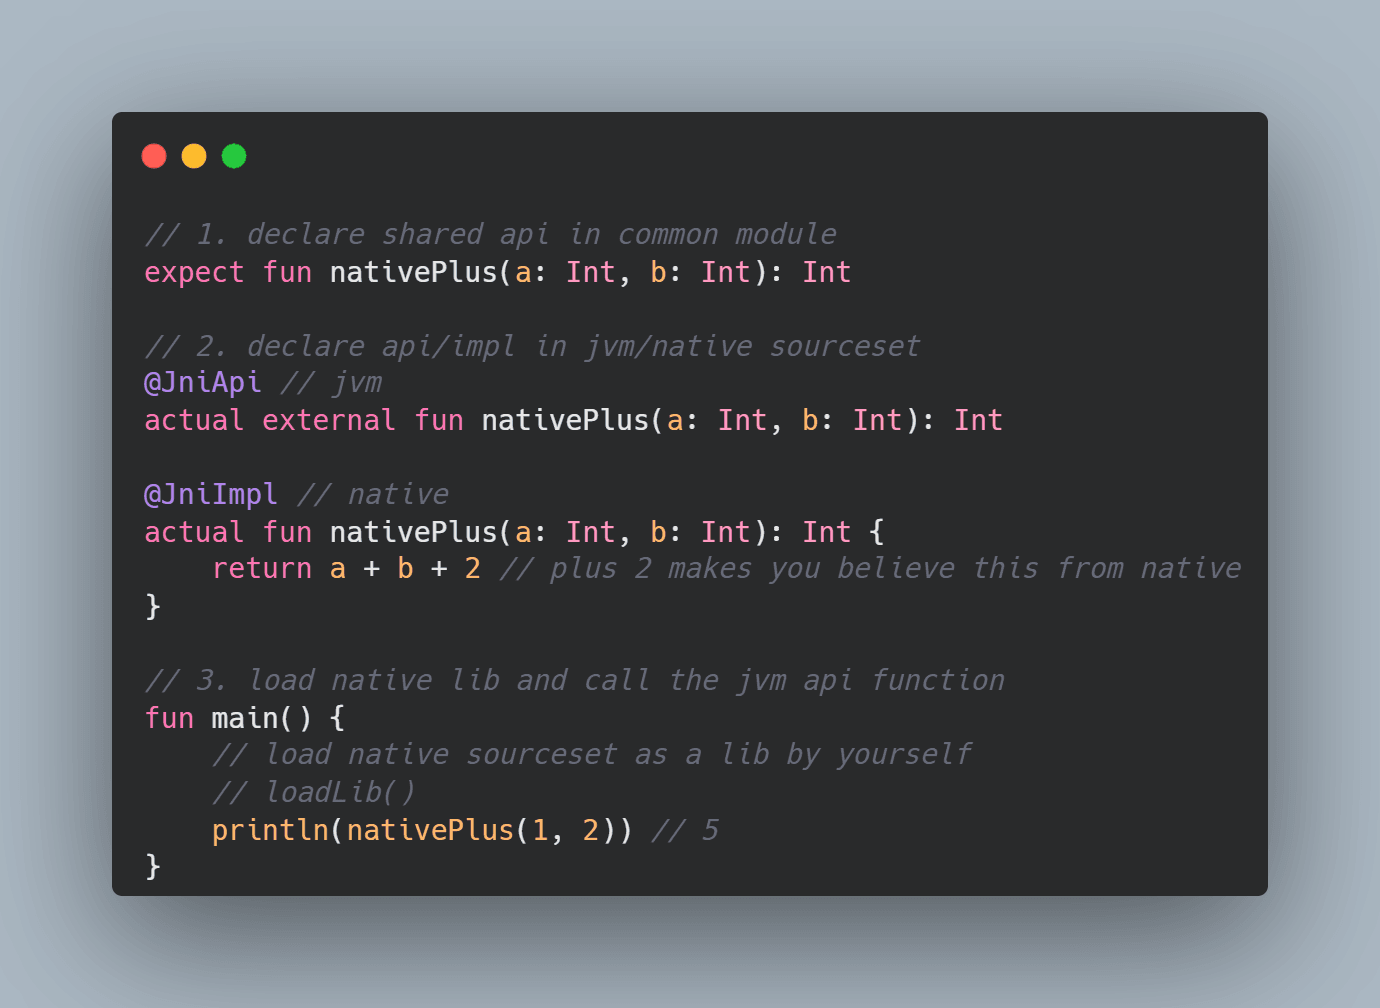 // 1. declare shared api in common module
expect fun nativePlus(a: Int, b: Int): Int
// 2. declare api/impl in jvm/native sourceset
@JniApi // jvm
actual external fun nativePlus(a: Int, b: Int): Int
@JniImpl // native
actual fun nativePlus(a: Int, b: Int): Int {
    return a + b + 2 // plus 2 makes you believe this from native
}
// 3. load native lib and call the jvm api function
fun main() {
    // load native sourceset as a lib by yourself
    // loadLib()
    println(nativePlus(1, 2)) // 5
}